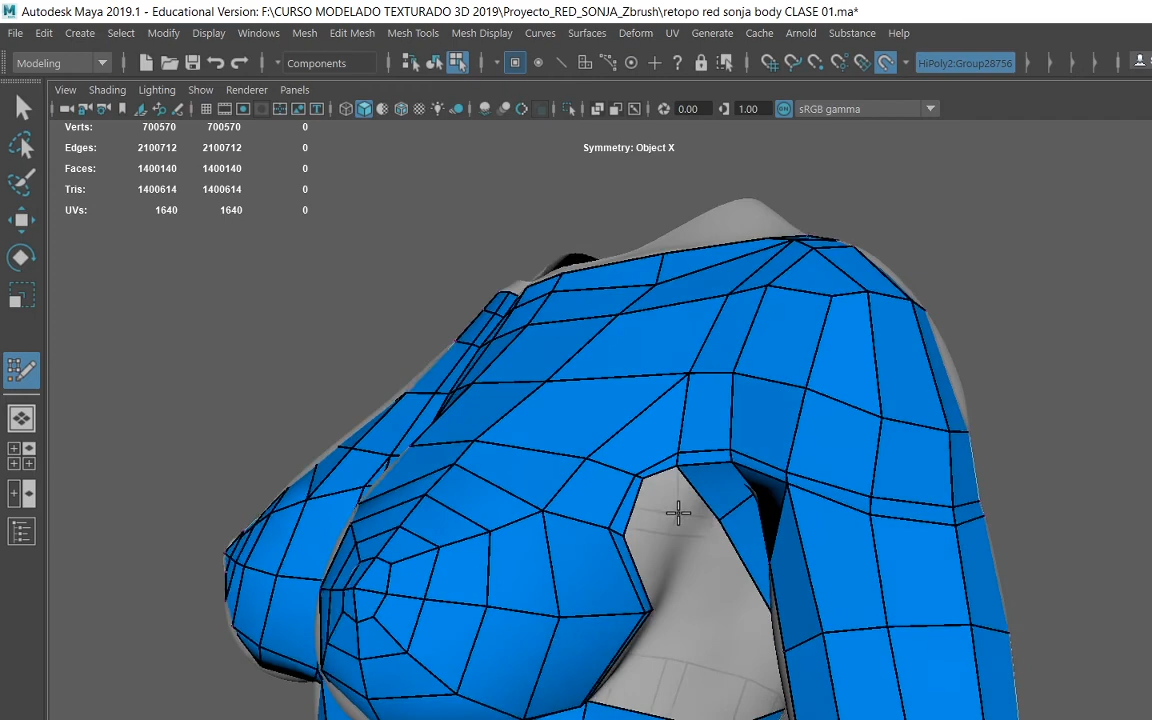 Autodesk Maya 2019.1 - Educational Version: F:\CURSO MODELADO TEXTURADO 3D 2019\Proyecto_RED_SONJA_Zbrush\retopo red sonja body CLASE 01.ma*
File Edit Create Select Modify Display Windows Mesh Edit Mesh Mesh Tools Mesh Display Curves Surfaces Deform UV Generate Cache Arnold Substance Help
Modeling Components HiPoly2:Group28756
View Shading Lighting Show Renderer Panels
0.00 1.00 sRGB gamma
Verts: 700570 700570 0
Edges: 2100712 2100712 0
Faces: 1400140 1400140 0
Tris: 1400614 1400614 0
UVs: 1640 1640 0
Symmetry: Object X